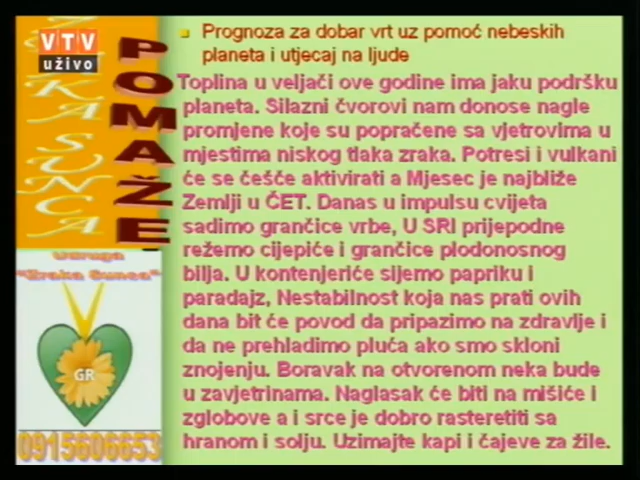 VTV
uživo
POMAŽE
ZRAKA SUNCA
Udruga
"Zraka Sunca"
GR
0915606653
Prognoza za dobar vrt uz pomoć nebeskih
planeta i utjecaj na ljude
Toplina u veljači ove godine ima jaku podršku
planeta. Silazni čvorovi nam donose nagle
promjene koje su popračene sa vjetrovima u
mjestima niskog tlaka zraka. Potresi i vulkani
će se češče aktivirati a Mjesec je najbliže
Zemlji u ČET. Danas u impulsu cvijeta
sadimo grančice vrbe, U SRI prijepodne
režemo cijepiće i grančice plodonosnog
bilja. U kontenjeriće sijemo papriku i
paradajz, Nestabilnost koja nas prati ovih
dana bit će povod da pripazimo na zdravlje i
da ne prehladimo pluća ako smo skloni
znojenju. Boravak na otvorenom neka bude
u zavjetrinama. Naglasak će biti na mišiće i
zglobove a i srce je dobro rasteretiti sa
hranom i solju. Uzimajte kapi i čajeve za žile.